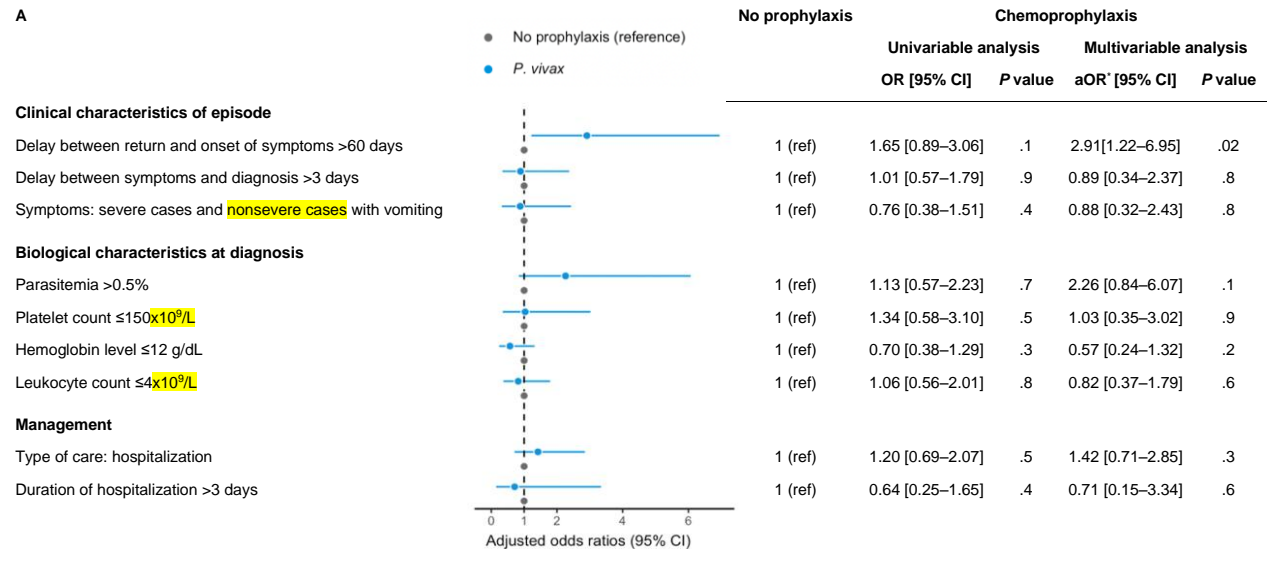 A
No prophylaxis Chemoprophylaxis
No prophylaxis (reference)
P. vivax
Univariable analysis Multivariable analysis
OR [95% CI] P value aOR* [95% CI] P value
Clinical characteristics of episode
Delay between return and onset of symptoms >60 days 1 (ref) 1.65 [0.89–3.06] .1 2.91[1.22–6.95] .02
Delay between symptoms and diagnosis >3 days 1 (ref) 1.01 [0.57–1.79] .9 0.89 [0.34–2.37] .8
Symptoms: severe cases and nonsevere cases with vomiting 1 (ref) 0.76 [0.38–1.51] .4 0.88 [0.32–2.43] .8
Biological characteristics at diagnosis
Parasitemia >0.5% 1 (ref) 1.13 [0.57–2.23] .7 2.26 [0.84–6.07] .1
Platelet count ≤150x10⁹/L 1 (ref) 1.34 [0.58–3.10] .5 1.03 [0.35–3.02] .9
Hemoglobin level ≤12 g/dL 1 (ref) 0.70 [0.38–1.29] .3 0.57 [0.24–1.32] .2
Leukocyte count ≤4x10⁹/L 1 (ref) 1.06 [0.56–2.01] .8 0.82 [0.37–1.79] .6
Management
Type of care: hospitalization 1 (ref) 1.20 [0.69–2.07] .5 1.42 [0.71–2.85] .3
Duration of hospitalization >3 days 1 (ref) 0.64 [0.25–1.65] .4 0.71 [0.15–3.34] .6
0 1 2 4 6
Adjusted odds ratios (95% CI)